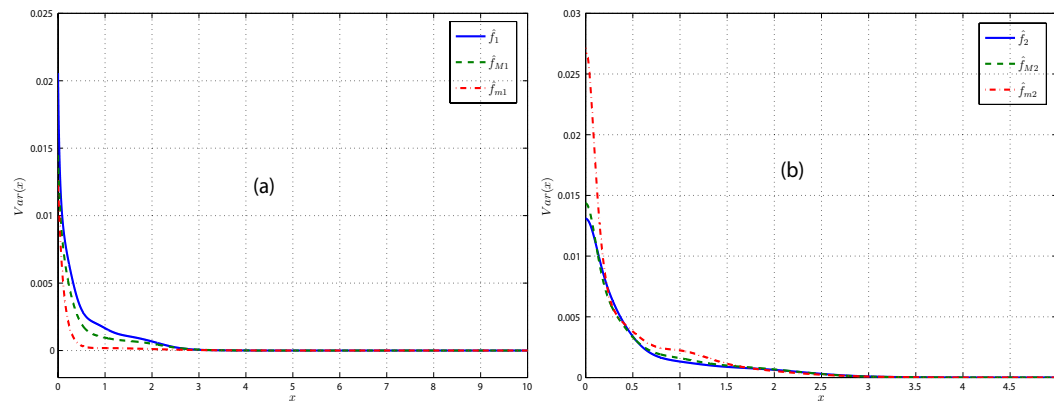 0.025
0.02
0.015
0.01
0.005
0
Var(x)
0 1 2 3 4 5 6 7 8 9 10
x
(a)
f̂₁
f̂_{M1}
f̂_{m1}
0.03
0.025
0.02
0.015
0.01
0.005
0
Var(x)
0 0.5 1 1.5 2 2.5 3 3.5 4 4.5
x
(b)
f̂₂
f̂_{M2}
f̂_{m2}